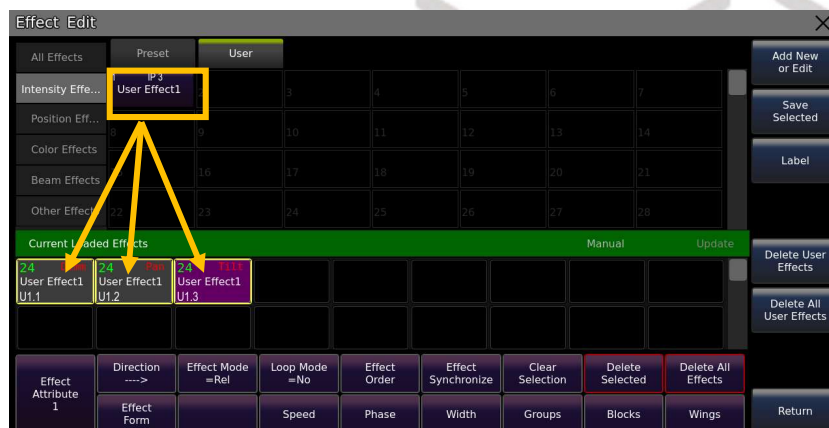 Effect Edit
All Effects
Preset
User
Add New
or Edit
Intensity Effe...
1 IP 3
User Effect1
2 3 4 5 6 7
Save
Selected
Position Eff...
8 9 10 11 12 13 14
Color Effects
Label
Beam Effects
16 17 18 19 20 21
Other Effect
22 23 24 25 26 27 28
Current Loaded Effects
Manual
Update
Delete User
Effects
24
24 Pan
24 Tilt
User Effect1
User Effect1
User Effect1
U1.1
U1.2
U1.3
Delete All
User Effects
Effect
Attribute
1
Direction
---->
Effect Mode
=Rel
Loop Mode
=No
Effect
Order
Effect
Synchronize
Clear
Selection
Delete
Selected
Delete All
Effects
Effect
Form
Speed
Phase
Width
Groups
Blocks
Wings
Return